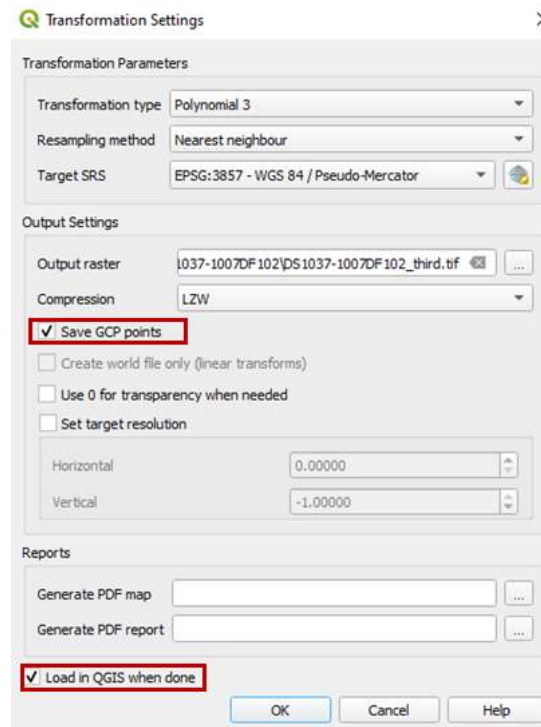 Transformation Settings
Transformation Parameters
Transformation type Polynomial 3
Resampling method Nearest neighbour
Target SRS EPSG:3857 - WGS 84 / Pseudo-Mercator
Output Settings
Output raster 1037-1007DF102\DS1037-1007DF102_third.tif ...
Compression LZW
Save GCP points
Create world file only (linear transforms)
Use 0 for transparency when needed
Set target resolution
Horizontal 0.00000
Vertical -1.00000
Reports
Generate PDF map ...
Generate PDF report ...
Load in QGIS when done
OK Cancel Help